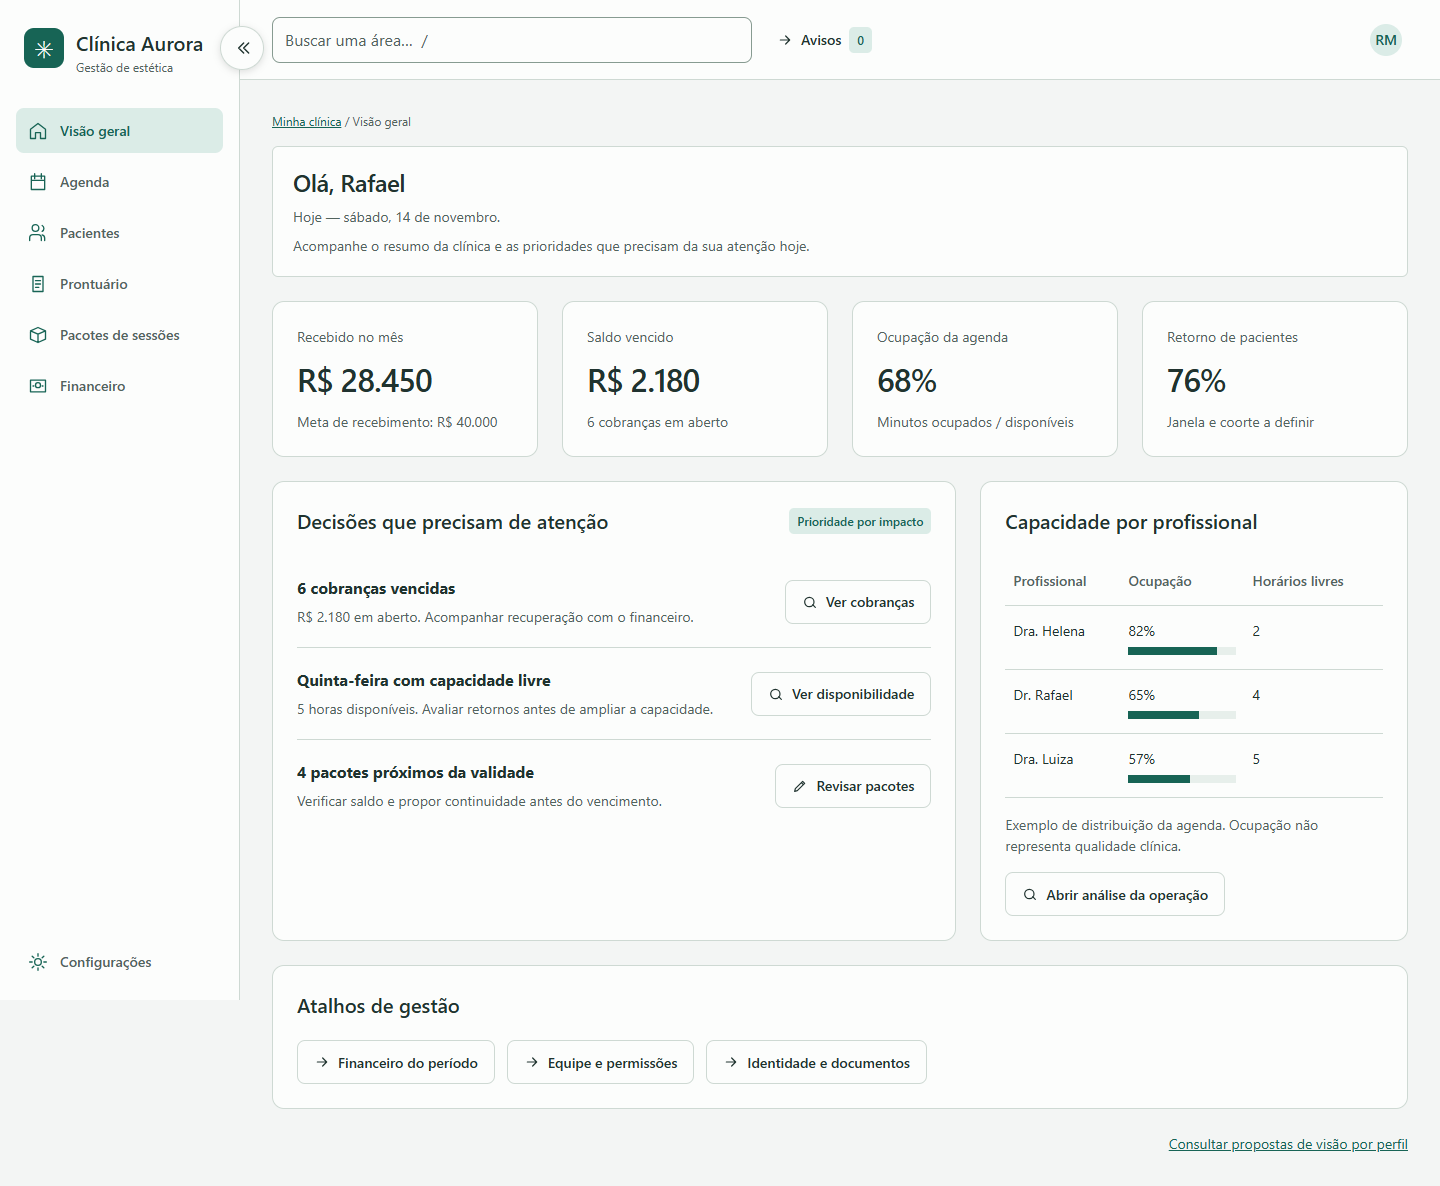 Clínica Aurora
Gestão de estética
Buscar uma área... /
Avisos 0
RM
Visão geral
Agenda
Pacientes
Prontuário
Pacotes de sessões
Financeiro
Configurações
Minha clínica / Visão geral
Olá, Rafael
Hoje — sábado, 14 de novembro.
Acompanhe o resumo da clínica e as prioridades que precisam da sua atenção hoje.
Recebido no mês
R$ 28.450
Meta de recebimento: R$ 40.000
Saldo vencido
R$ 2.180
6 cobranças em aberto
Ocupação da agenda
68%
Minutos ocupados / disponíveis
Retorno de pacientes
76%
Janela e coorte a definir
Decisões que precisam de atenção
Prioridade por impacto
6 cobranças vencidas
R$ 2.180 em aberto. Acompanhar recuperação com o financeiro.
Ver cobranças
Quinta-feira com capacidade livre
5 horas disponíveis. Avaliar retornos antes de ampliar a capacidade.
Ver disponibilidade
4 pacotes próximos da validade
Verificar saldo e propor continuidade antes do vencimento.
Revisar pacotes
Capacidade por profissional
Profissional Ocupação Horários livres
Dra. Helena 82% 2
Dr. Rafael 65% 4
Dra. Luiza 57% 5
Exemplo de distribuição da agenda. Ocupação não
representa qualidade clínica.
Abrir análise da operação
Atalhos de gestão
Financeiro do período
Equipe e permissões
Identidade e documentos
Consultar propostas de visão por perfil